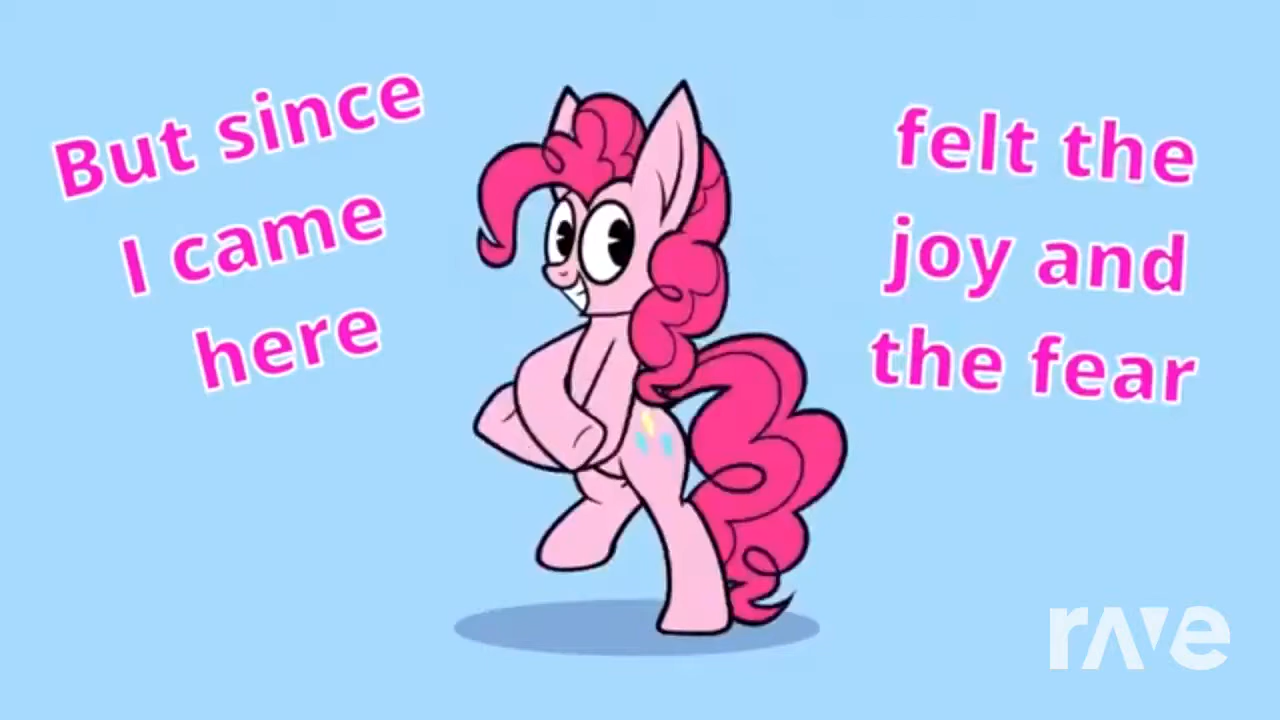 But since
I came
here
felt the
joy and
the fear
rave